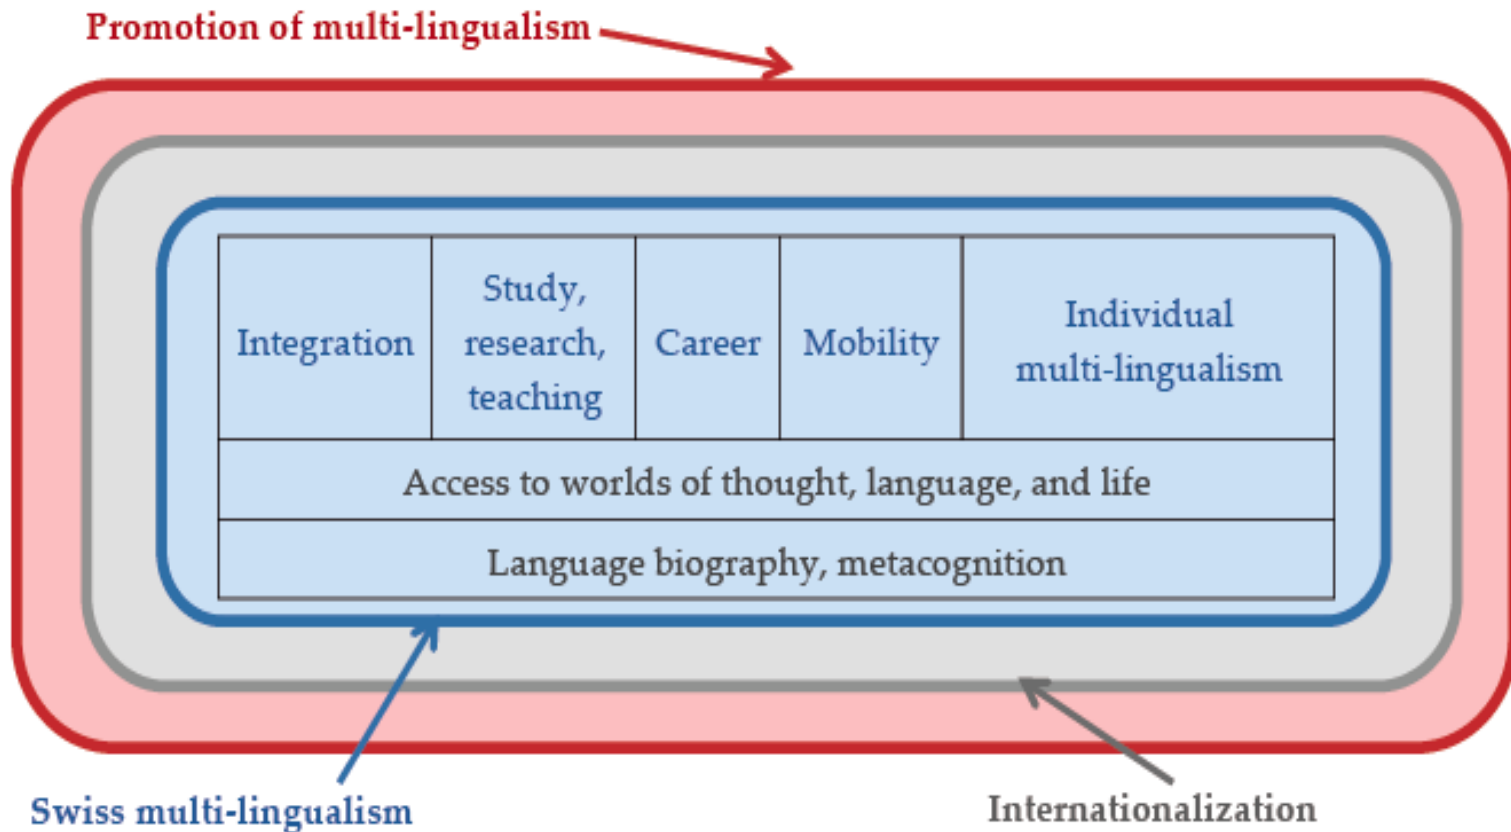 Promotion of multi-lingualism
Integration
Study,
research,
teaching
Career
Mobility
Individual
multi-lingualism
Access to worlds of thought, language, and life
Language biography, metacognition
Swiss multi-lingualism
Internationalization